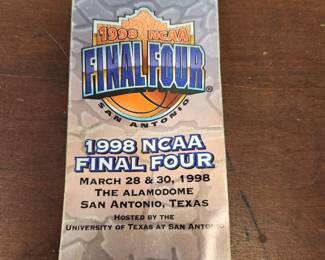 1998 NCAA
FINAL FOUR
®
SAN ANTONIO
1998 NCAA
FINAL FOUR
MARCH 28 & 30, 1998
THE ALAMODOME
SAN ANTONIO, TEXAS
HOSTED BY THE
UNIVERSITY OF TEXAS AT SAN ANTONIO